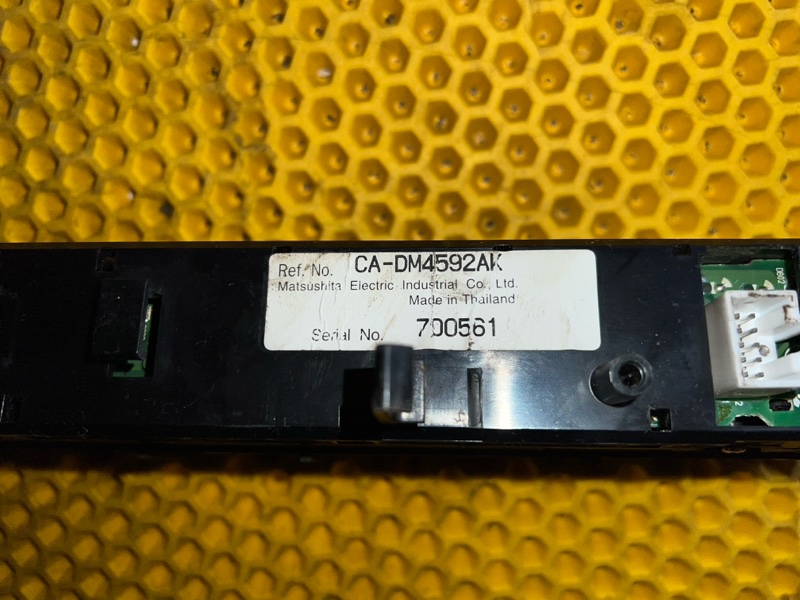 Ref. No. CA-DM4592AK
Matsushita Electric Industrial Co., Ltd.
Made in Thailand
Serial No. 700561